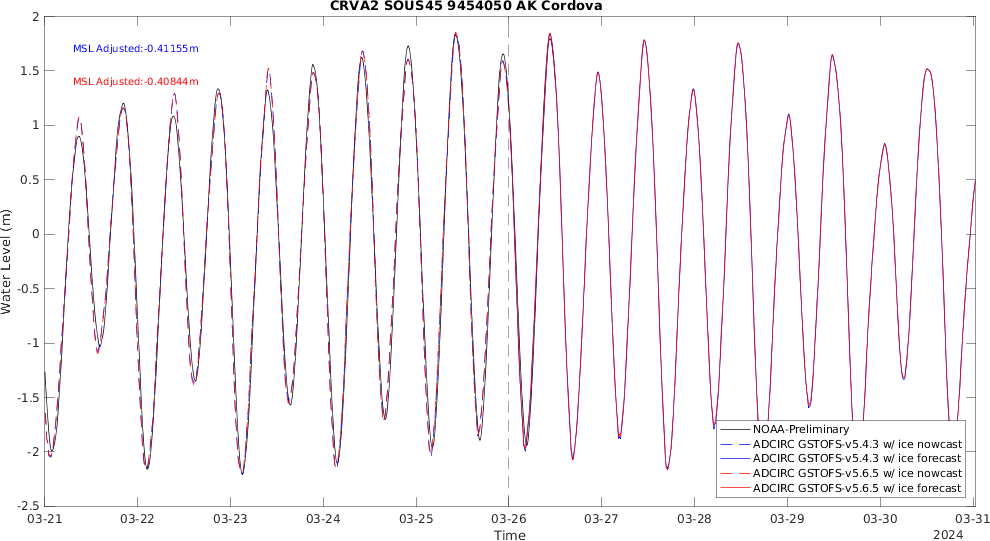 CRVA2 SOUS45 9454050 AK Cordova
MSL Adjusted:-0.41155m
MSL Adjusted:-0.40844m
Water Level (m)
2
1.5
1
0.5
0
-0.5
-1
-1.5
-2
-2.5
NOAA-Preliminary
ADCIRC GSTOFS-v5.4.3 w/ ice nowcast
ADCIRC GSTOFS-v5.4.3 w/ ice forecast
ADCIRC GSTOFS-v5.6.5 w/ ice nowcast
ADCIRC GSTOFS-v5.6.5 w/ ice forecast
03-21 03-22 03-23 03-24 03-25 03-26 03-27 03-28 03-29 03-30 03-31
Time
2024